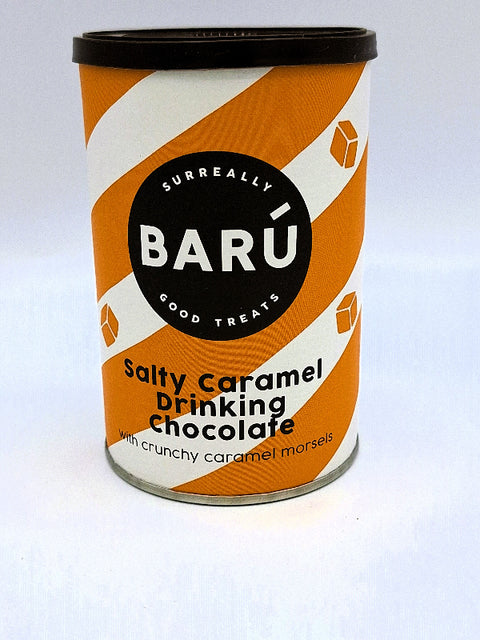 SURREALLY
BARÚ
GOOD TREATS
Salty Caramel
Drinking
Chocolate
with crunchy caramel morsels